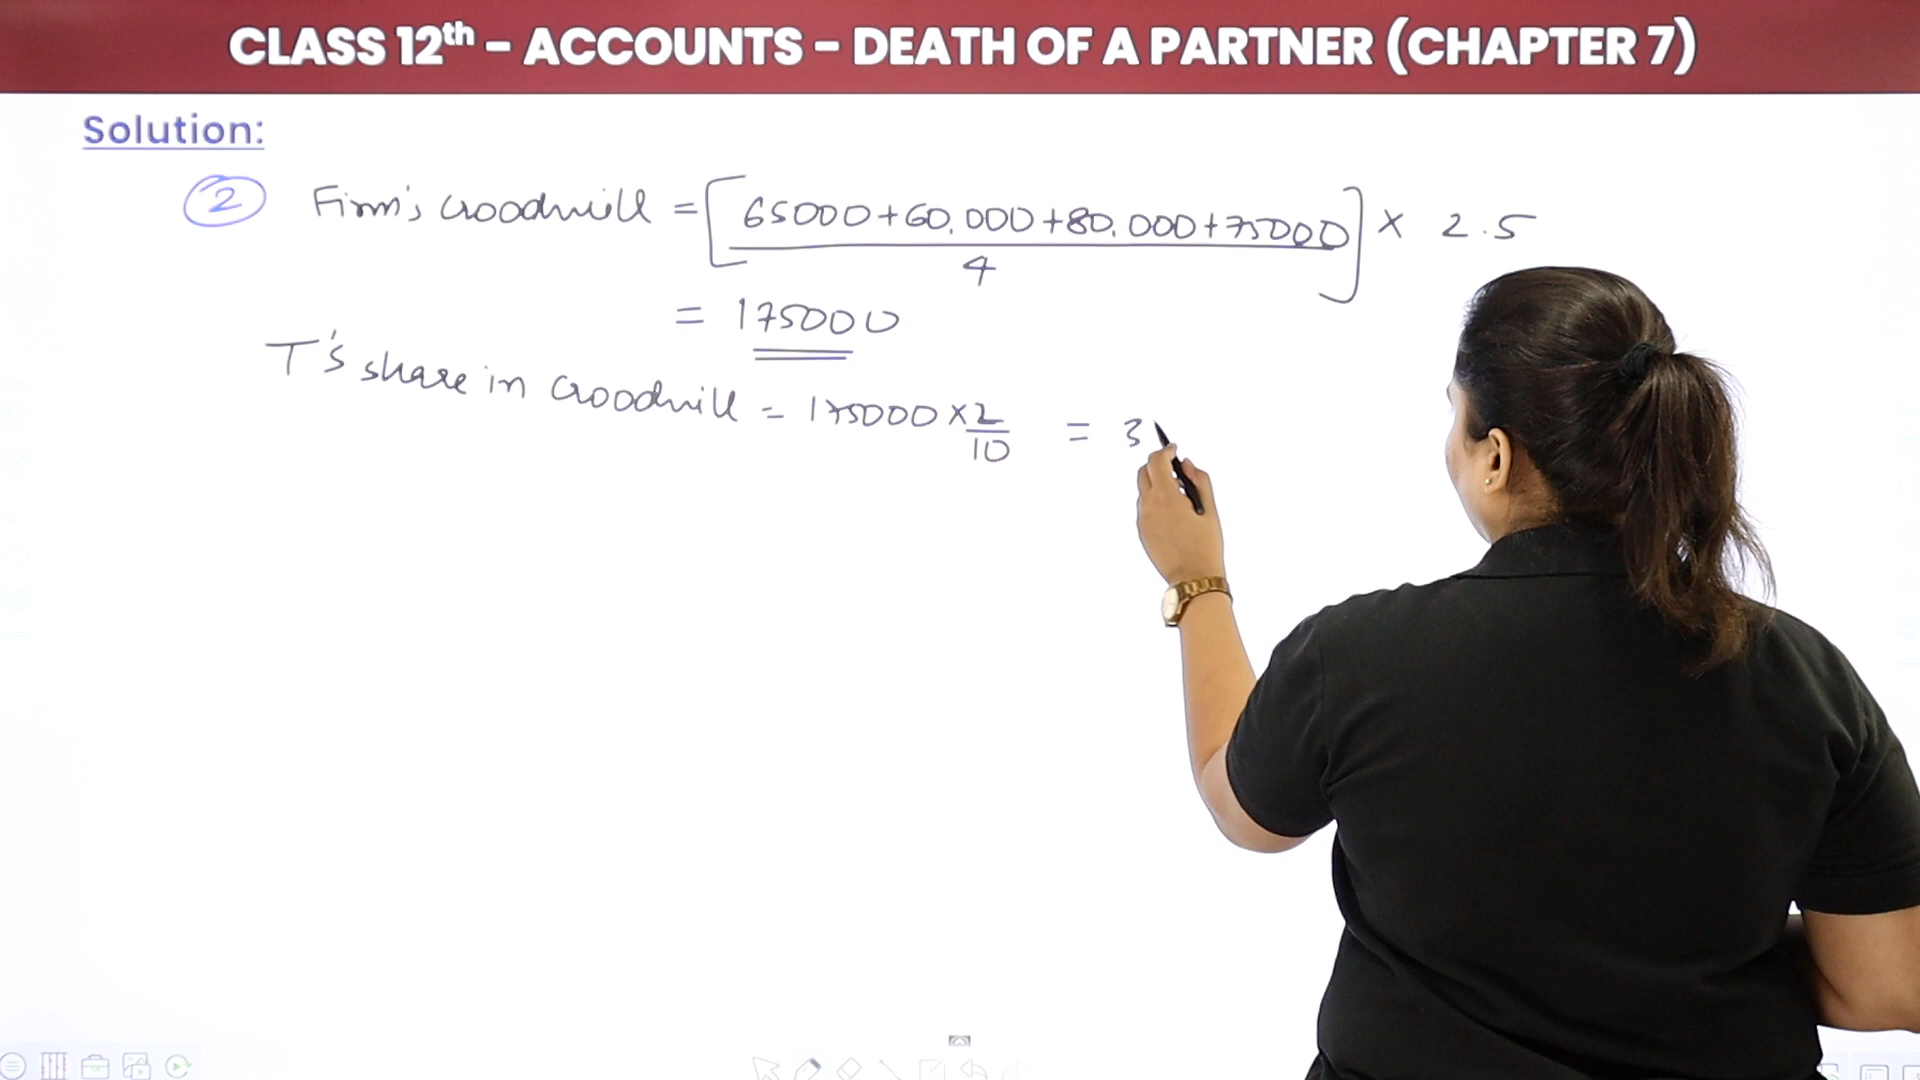 CLASS 12th - ACCOUNTS - DEATH OF A PARTNER (CHAPTER 7)
Solution:
2 Firm's Goodwill = [65000+60,000+80,000+75000] × 2.5
4
= 175000
T's share in Goodwill = 175000 × 2 = 3
10